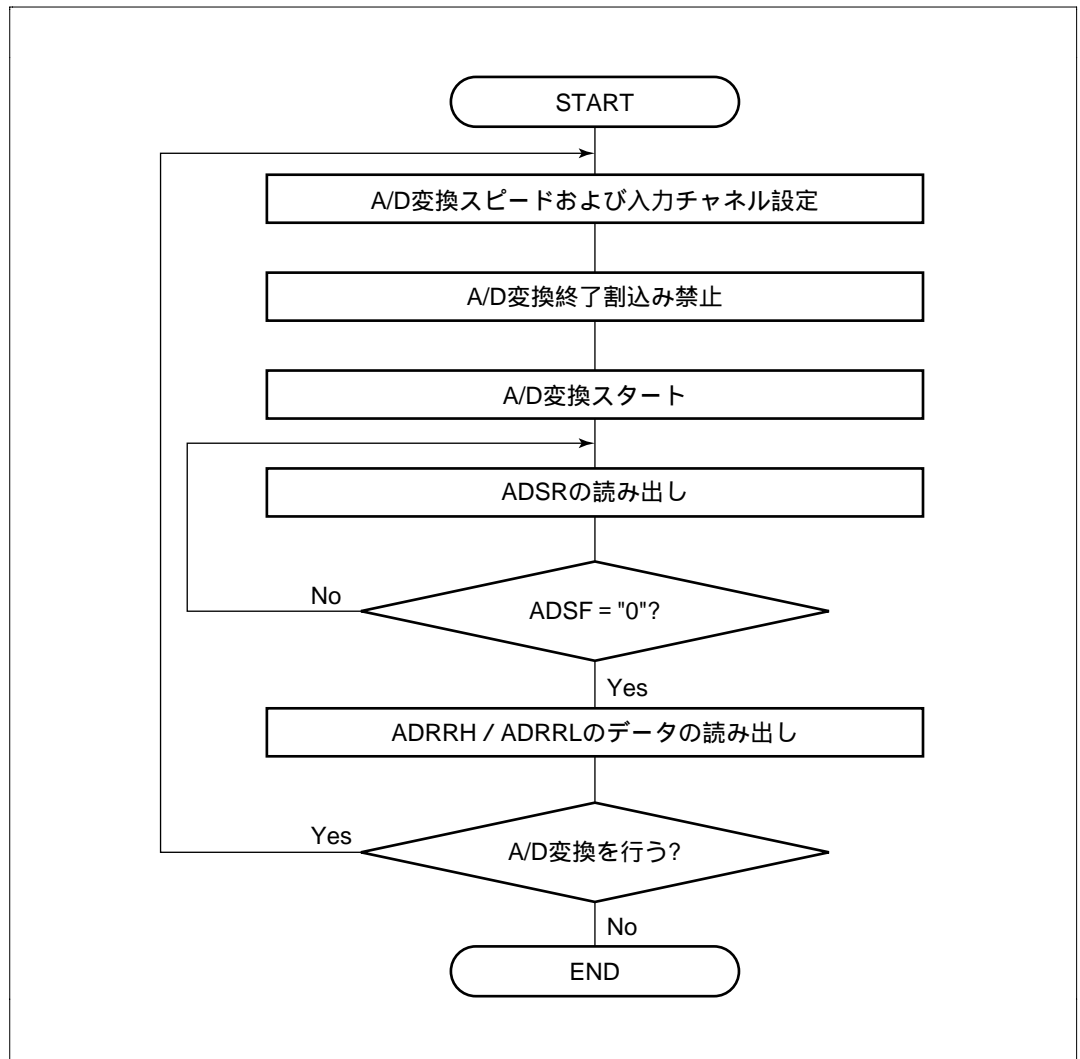 START
A/D変換スピードおよび入力チャネル設定
A/D変換終了割込み禁止
A/D変換スタート
ADSRの読み出し
No
ADSF = "0"?
Yes
ADRRH / ADRRLのデータの読み出し
Yes
A/D変換を行う?
No
END